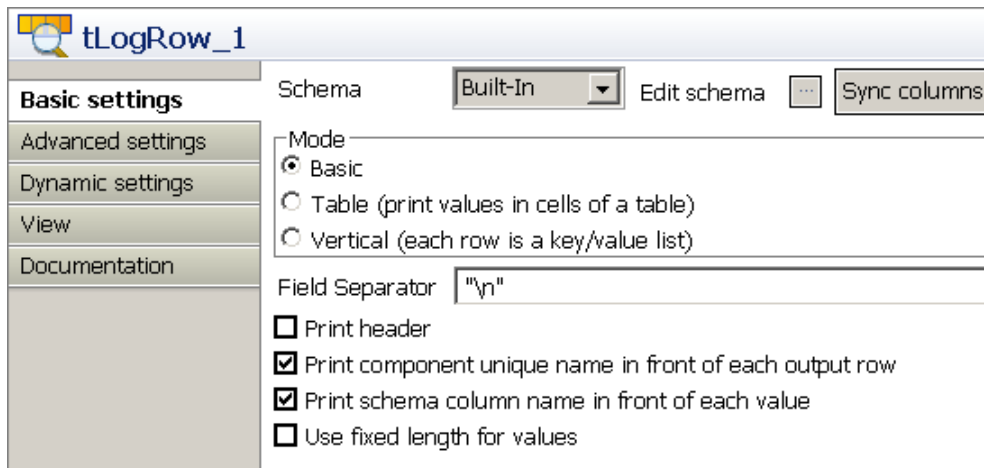 tLogRow_1
Basic settings
Advanced settings
Dynamic settings
View
Documentation
Schema Built-In Edit schema ... Sync columns
Mode
Basic
Table (print values in cells of a table)
Vertical (each row is a key/value list)
Field Separator "\n"
Print header
Print component unique name in front of each output row
Print schema column name in front of each value
Use fixed length for values